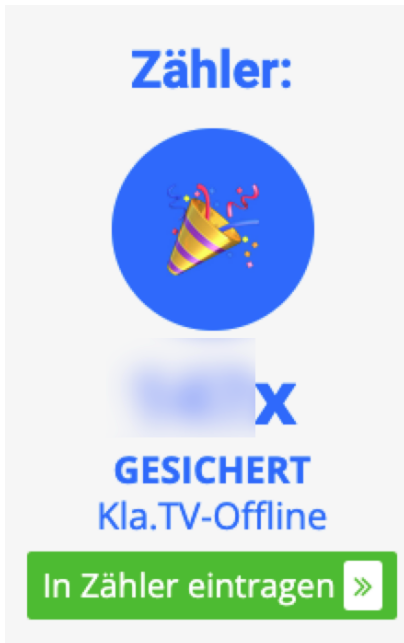 Zähler:
x
GESICHERT
Kla.TV-Offline
In Zähler eintragen »